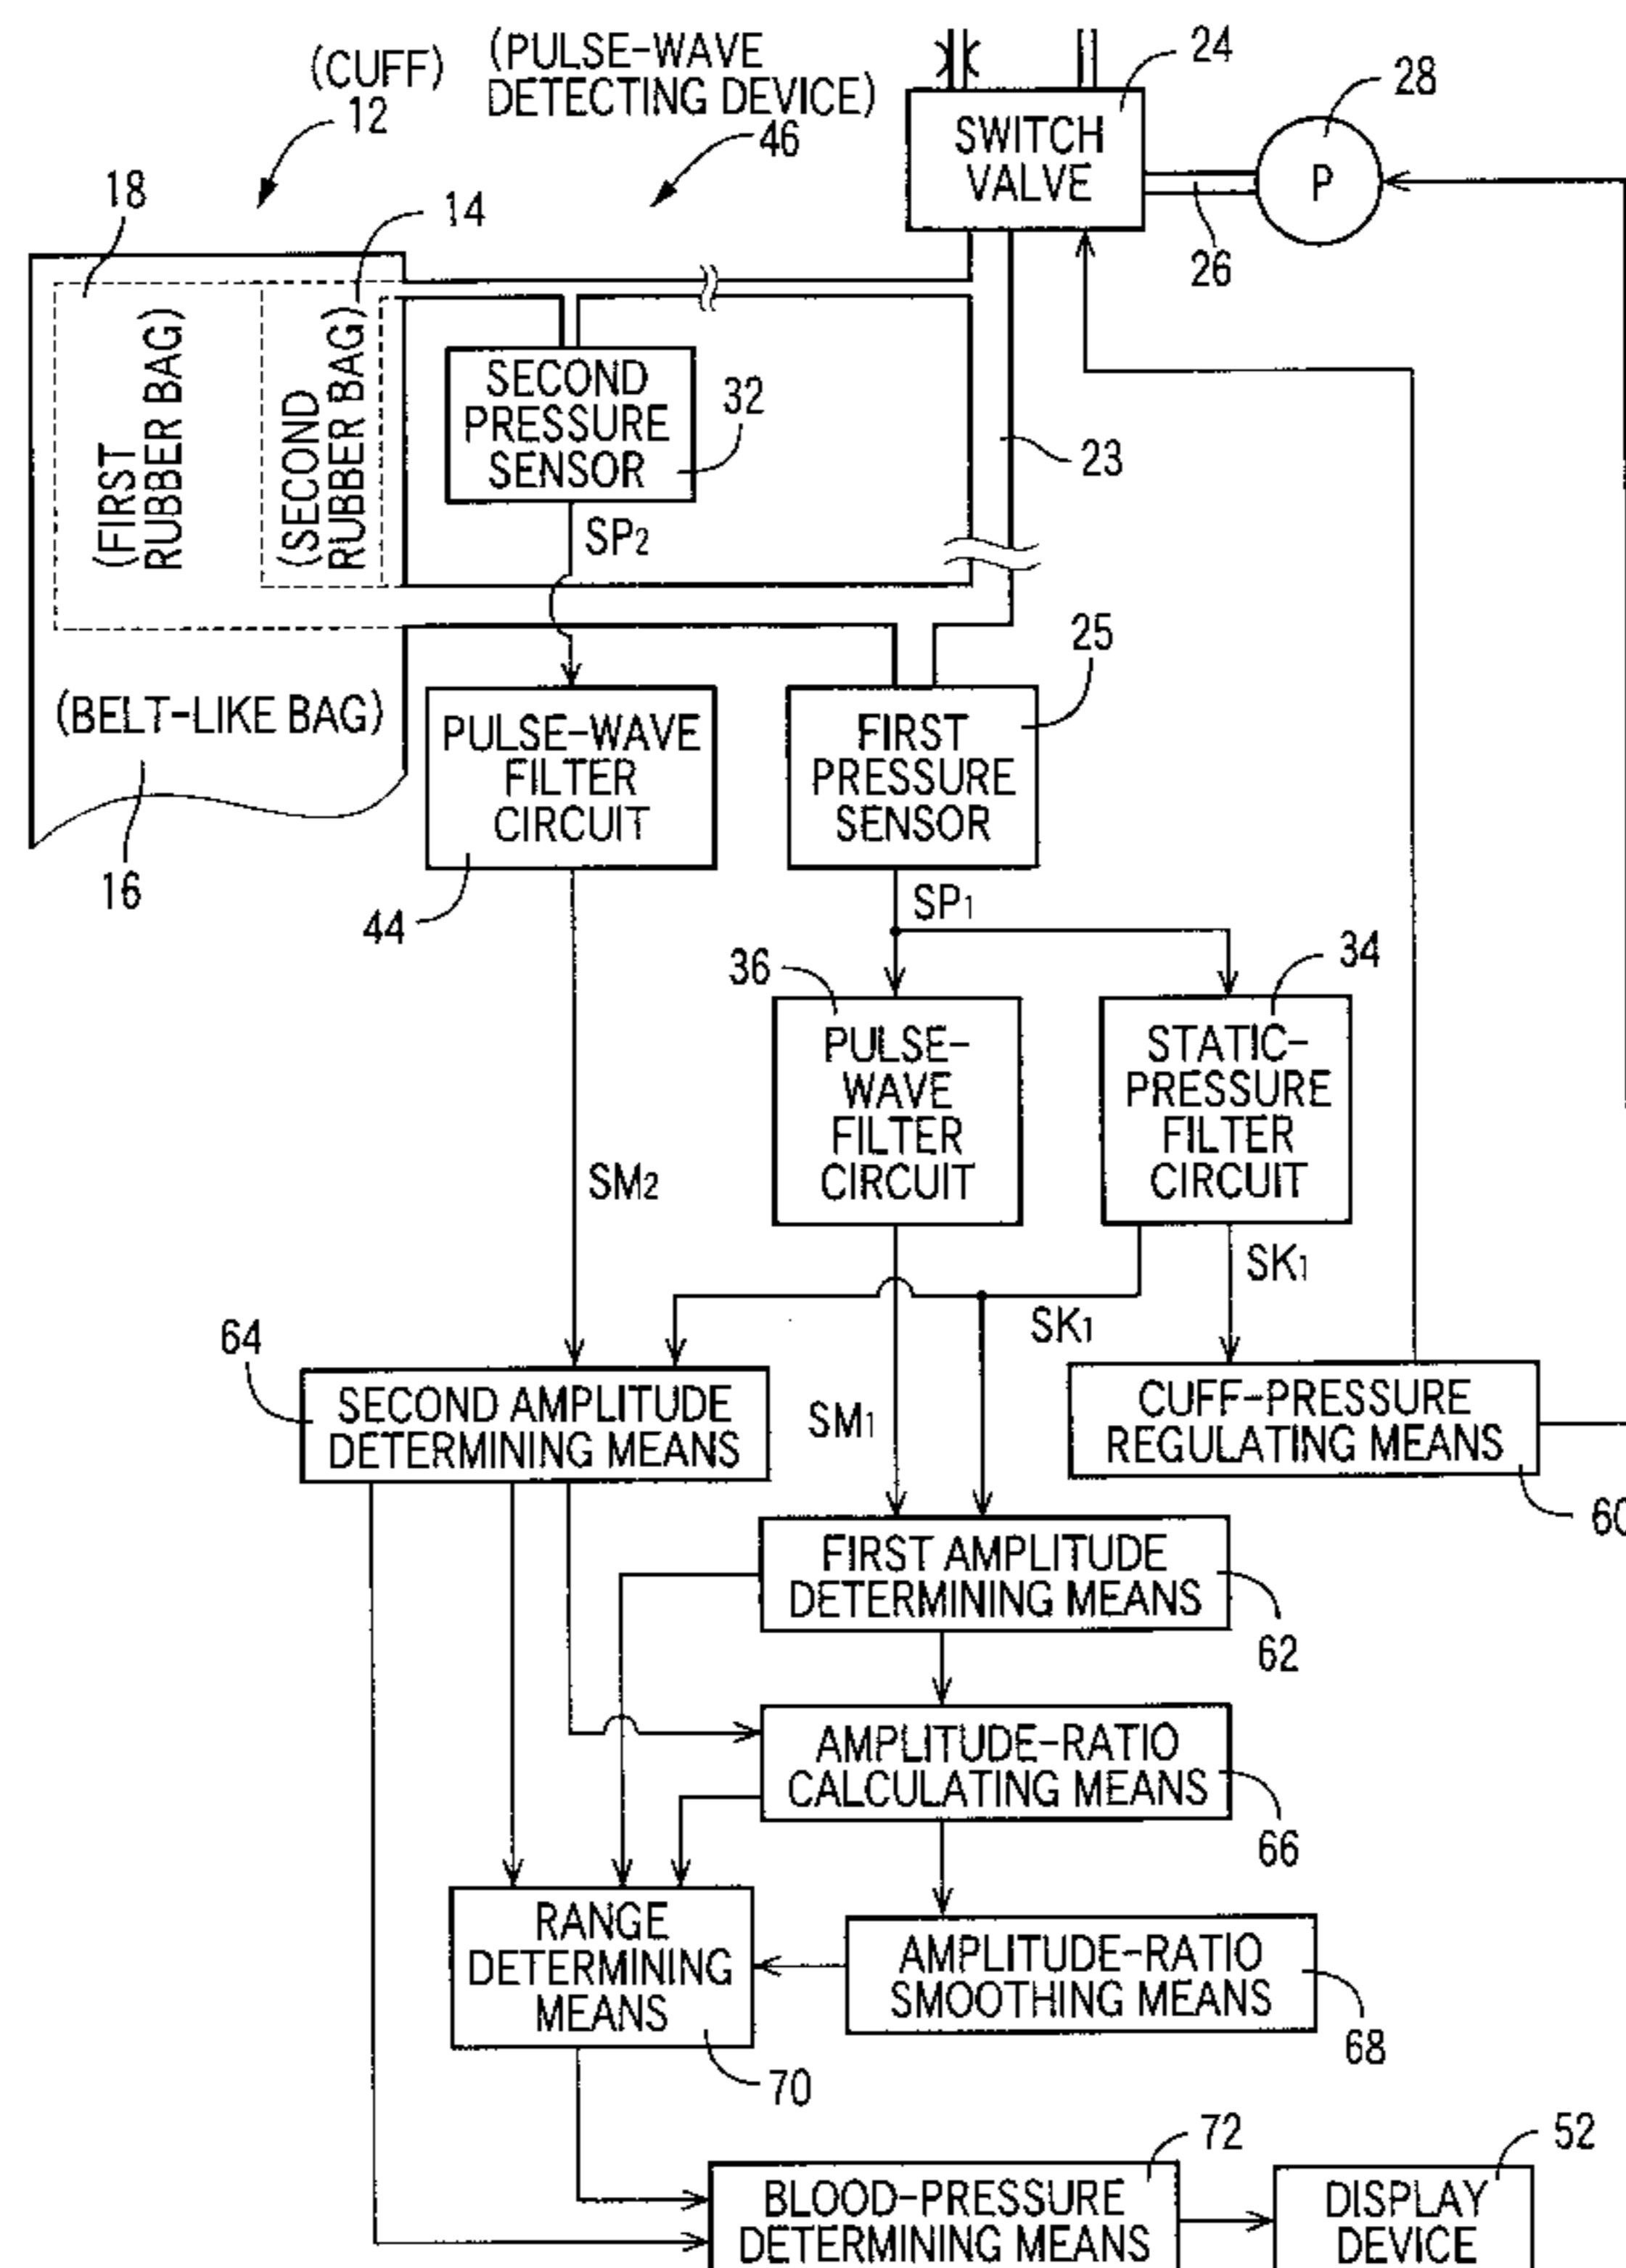 (CUFF)
12
(PULSE-WAVE
DETECTING DEVICE)
46
24
28
SWITCH
VALVE
P
26
18
14
(FIRST
RUBBER BAG)
(SECOND
RUBBER BAG)
SECOND
PRESSURE
SENSOR
32
23
SP2
25
(BELT-LIKE BAG)
16
PULSE-WAVE
FILTER
CIRCUIT
44
FIRST
PRESSURE
SENSOR
SP1
36
34
PULSE-
WAVE
FILTER
CIRCUIT
STATIC-
PRESSURE
FILTER
CIRCUIT
SM2
SK1
SK1
64
SECOND AMPLITUDE
DETERMINING MEANS
SM1
CUFF-PRESSURE
REGULATING MEANS
60
FIRST AMPLITUDE
DETERMINING MEANS
62
AMPLITUDE-RATIO
CALCULATING MEANS
66
RANGE
DETERMINING
MEANS
70
AMPLITUDE-RATIO
SMOOTHING MEANS
68
72
52
BLOOD-PRESSURE
DETERMINING MEANS
DISPLAY
DEVICE